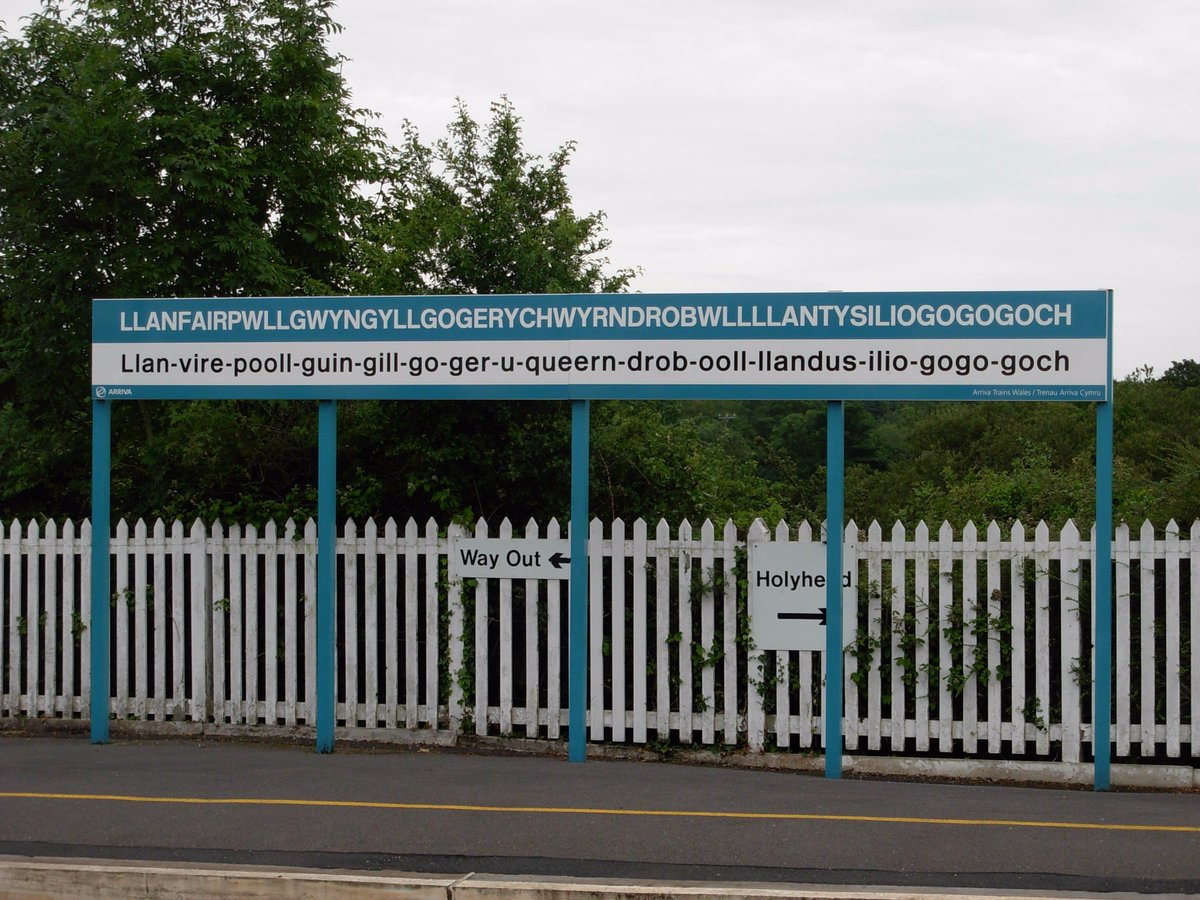 LLANFAIRPWLLGWYNGYLLGOGERYCHWYRNDROBWLLLLANTYSILIOGOGOGOCH
Llan-vire-pooll-guin-gill-go-ger-u-queern-drob-ooll-llandus-ilio-gogo-goch
ARRIVA
Arriva Trains Wales / Trenau Arriva Cymru
Way Out
Holyhead